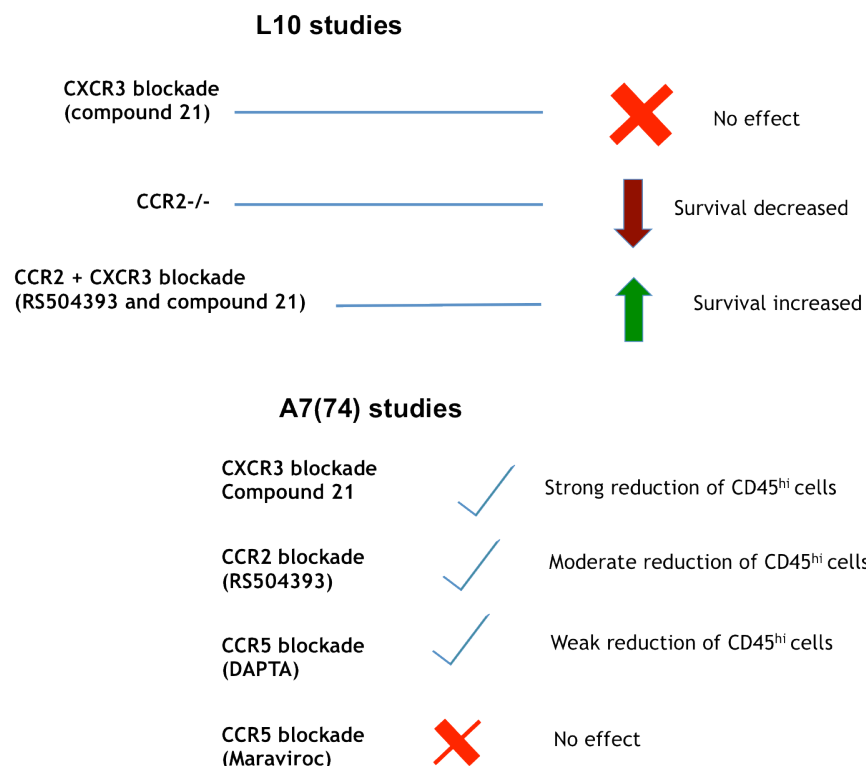 L10 studies
CXCR3 blockade
(compound 21)
No effect
CCR2-/-
Survival decreased
CCR2 + CXCR3 blockade
(RS504393 and compound 21)
Survival increased
A7(74) studies
CXCR3 blockade
Compound 21
Strong reduction of CD45hi cells
CCR2 blockade
(RS504393)
Moderate reduction of CD45hi cells
CCR5 blockade
(DAPTA)
Weak reduction of CD45hi cells
CCR5 blockade
(Maraviroc)
No effect